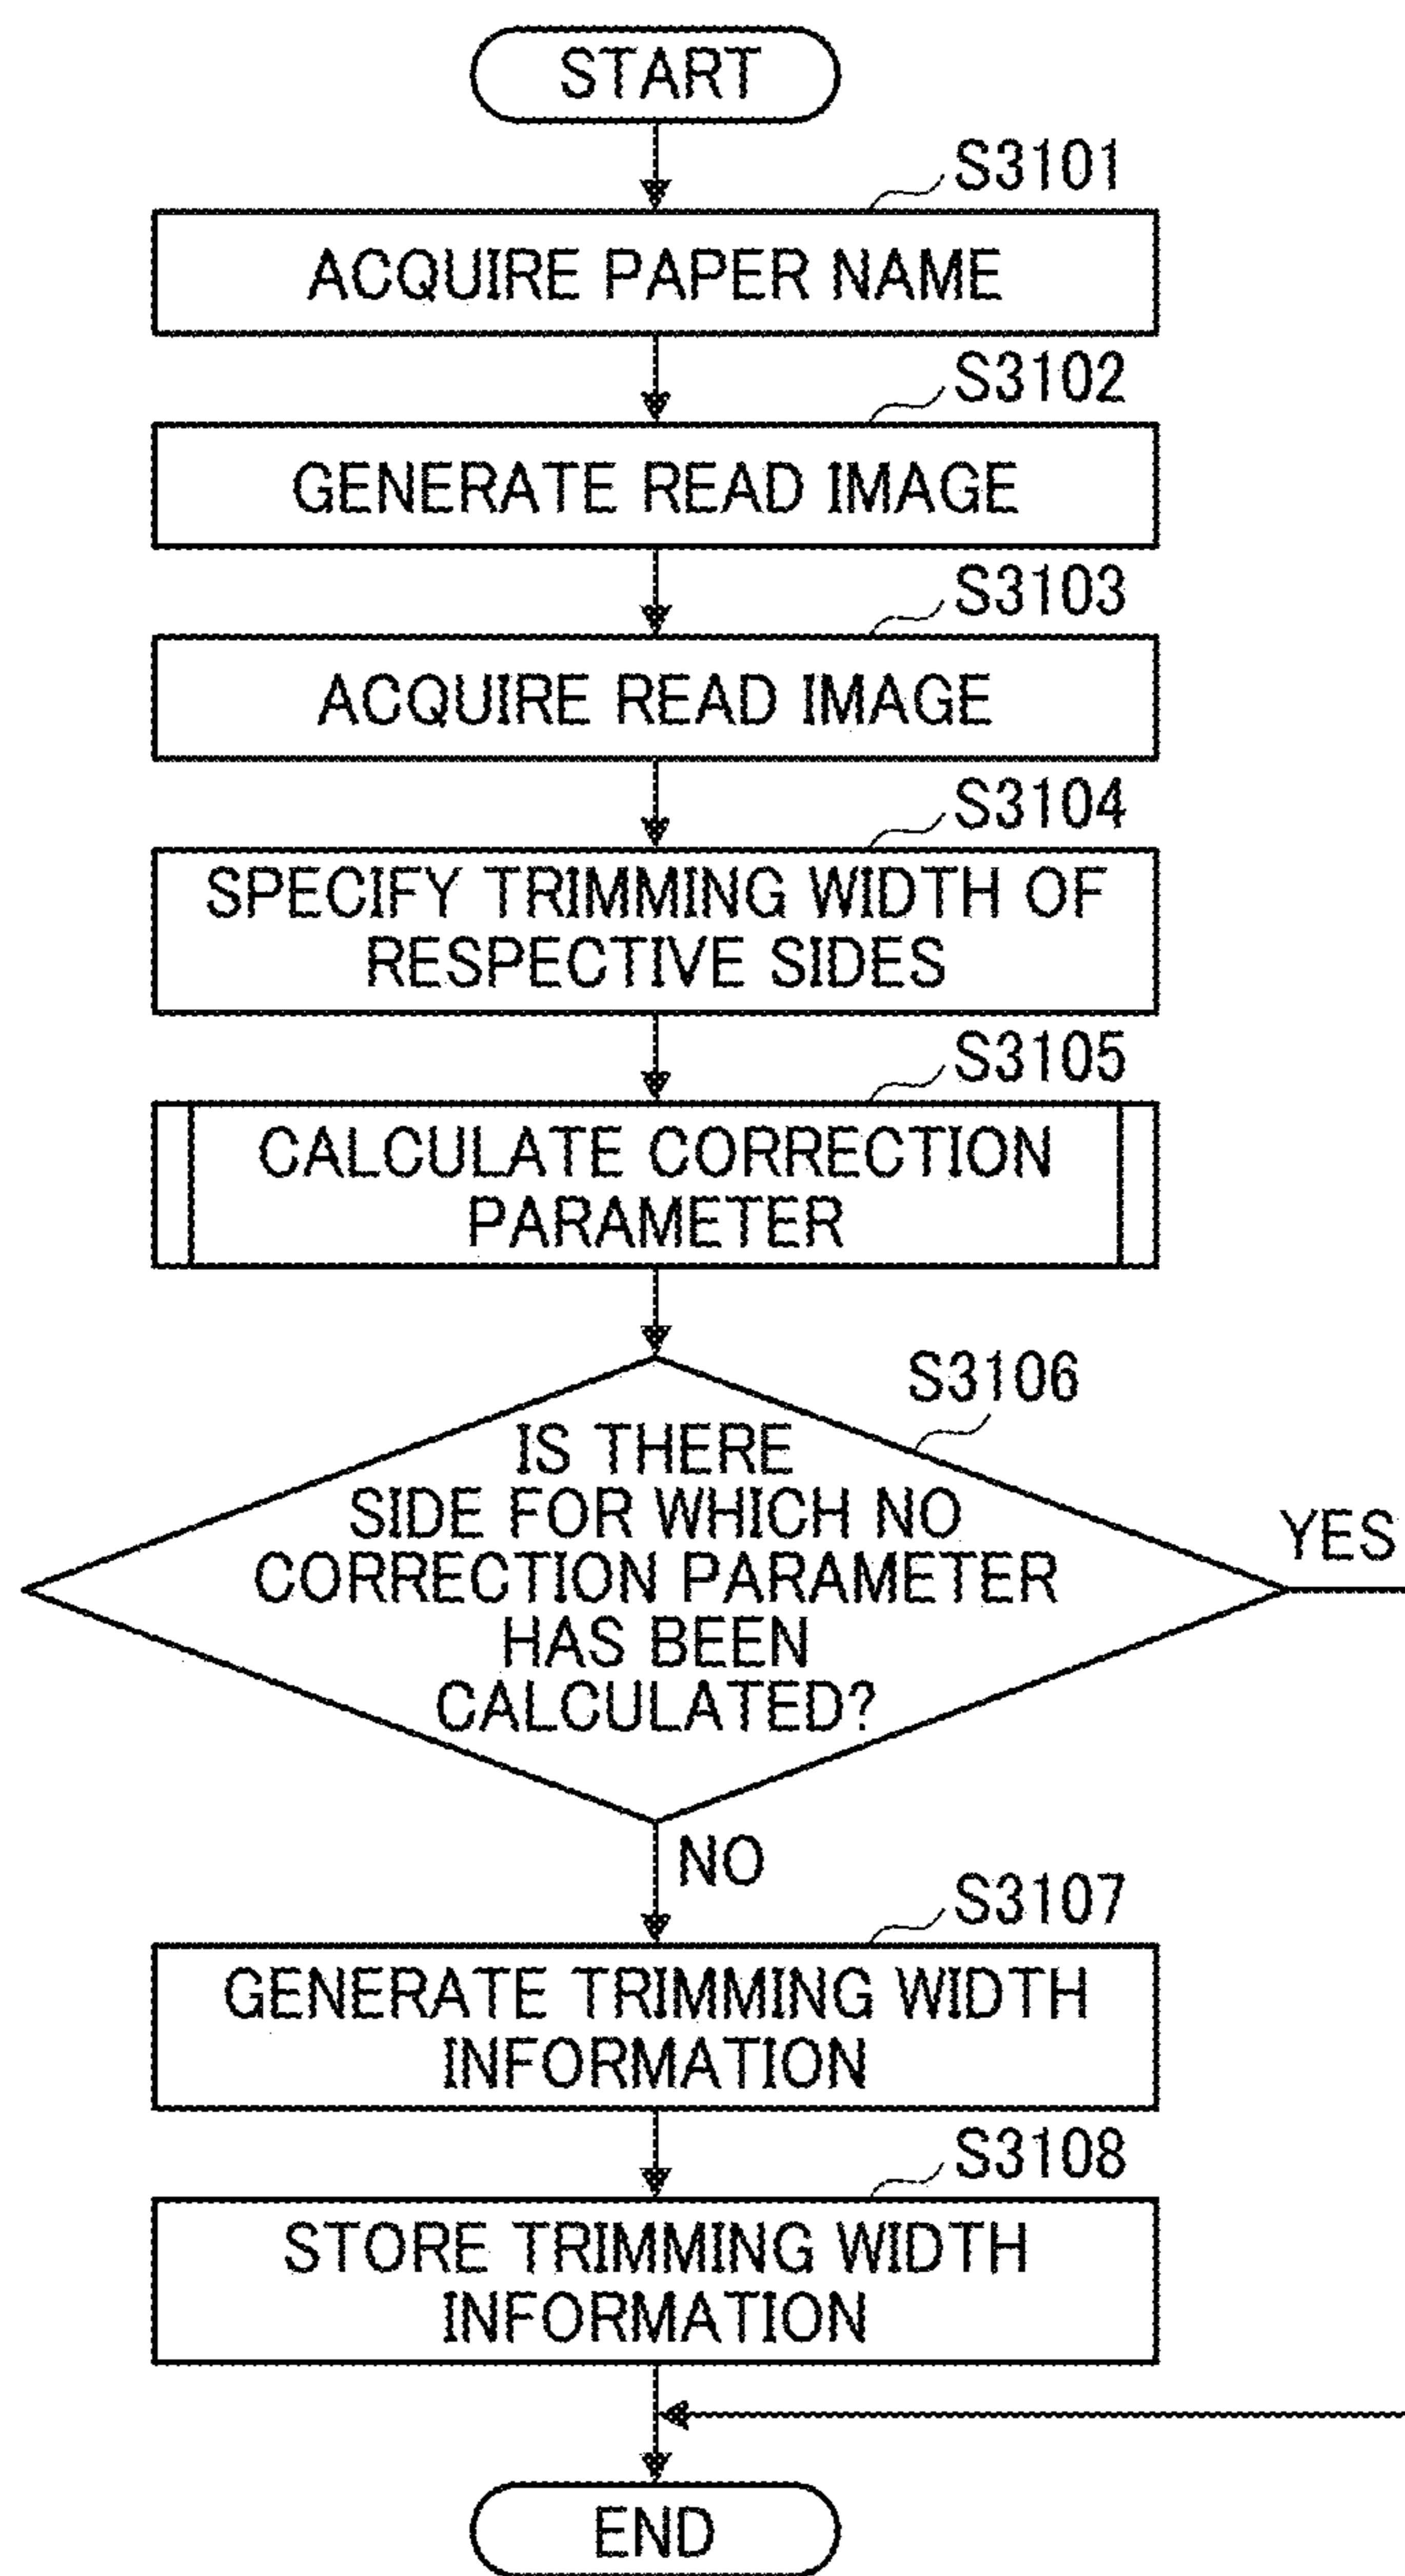 START
S3101
ACQUIRE PAPER NAME
S3102
GENERATE READ IMAGE
S3103
ACQUIRE READ IMAGE
S3104
SPECIFY TRIMMING WIDTH OF
RESPECTIVE SIDES
S3105
CALCULATE CORRECTION
PARAMETER
S3106
IS THERE
SIDE FOR WHICH NO
CORRECTION PARAMETER
HAS BEEN
CALCULATED?
YES
NO
S3107
GENERATE TRIMMING WIDTH
INFORMATION
S3108
STORE TRIMMING WIDTH
INFORMATION
END